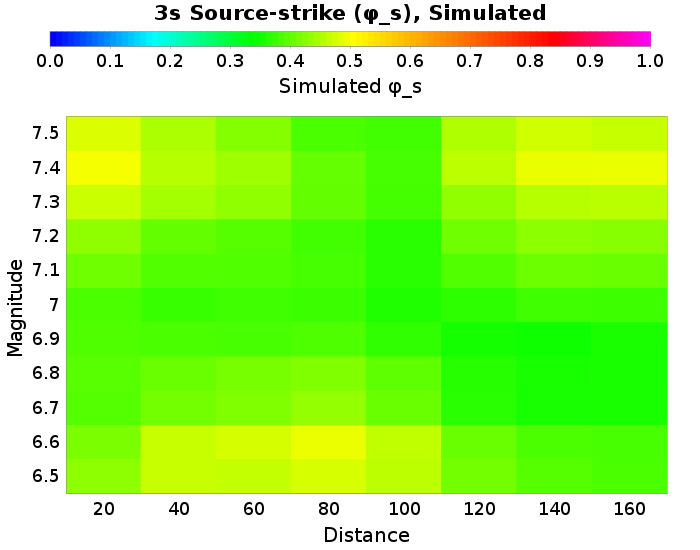 3s Source-strike (φ_s), Simulated
0.0 0.1 0.2 0.3 0.4 0.5 0.6 0.7 0.8 0.9 1.0
Simulated φ_s
7.5
7.4
7.3
7.2
7.1
7
6.9
6.8
6.7
6.6
6.5
Magnitude
20 40 60 80 100 120 140 160
Distance